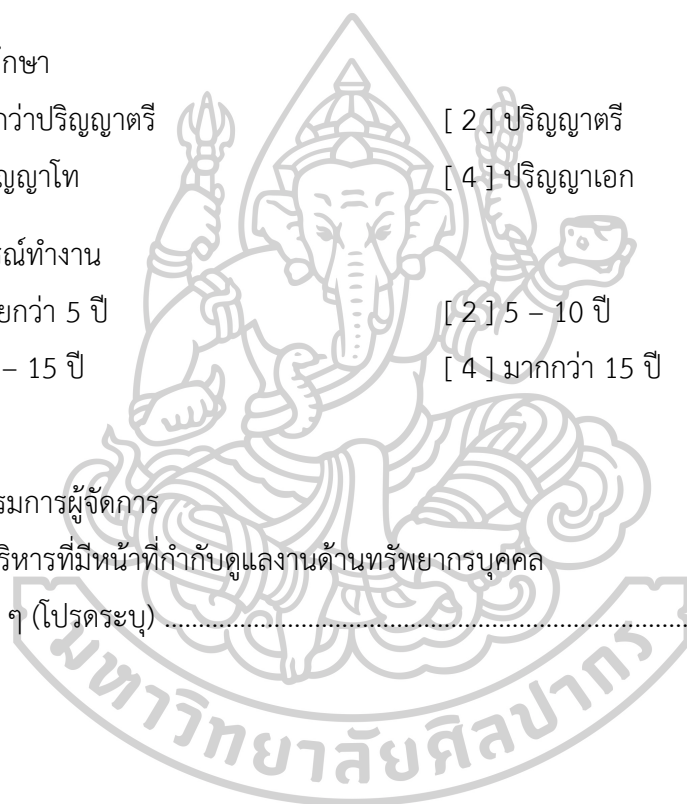 กษา
กว่าปริญญาตรี [ 2 ] ปริญญาตรี
ญญาโท [ 4 ] ปริญญาเอก
รณ์ทำงาน
ยกว่า 5 ปี [ 2 ] 5 – 10 ปี
– 15 ปี [ 4 ] มากกว่า 15 ปี
รมการผู้จัดการ
ริหารที่มีหน้าที่กำกับดูแลงานด้านทรัพยากรบุคคล
ๆ (โปรดระบุ) ................................................................................
มหาวิทยาลัยศิลปากร